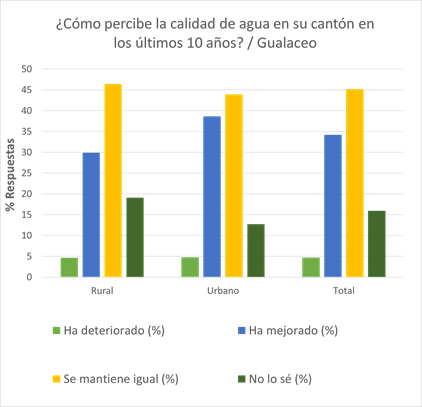 ¿Cómo percibe la calidad de agua en su cantón en
los últimos 10 años? / Gualaceo
% Respuestas
50
45
40
35
30
25
20
15
10
5
0
Rural
Urbano
Total
Ha deteriorado (%)
Ha mejorado (%)
Se mantiene igual (%)
No lo sé (%)